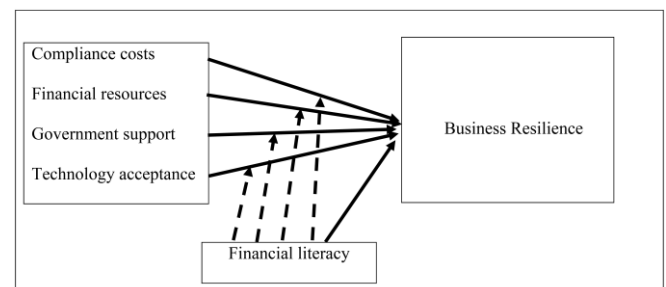 Compliance costs
Financial resources
Government support
Technology acceptance
Business Resilience
Financial literacy